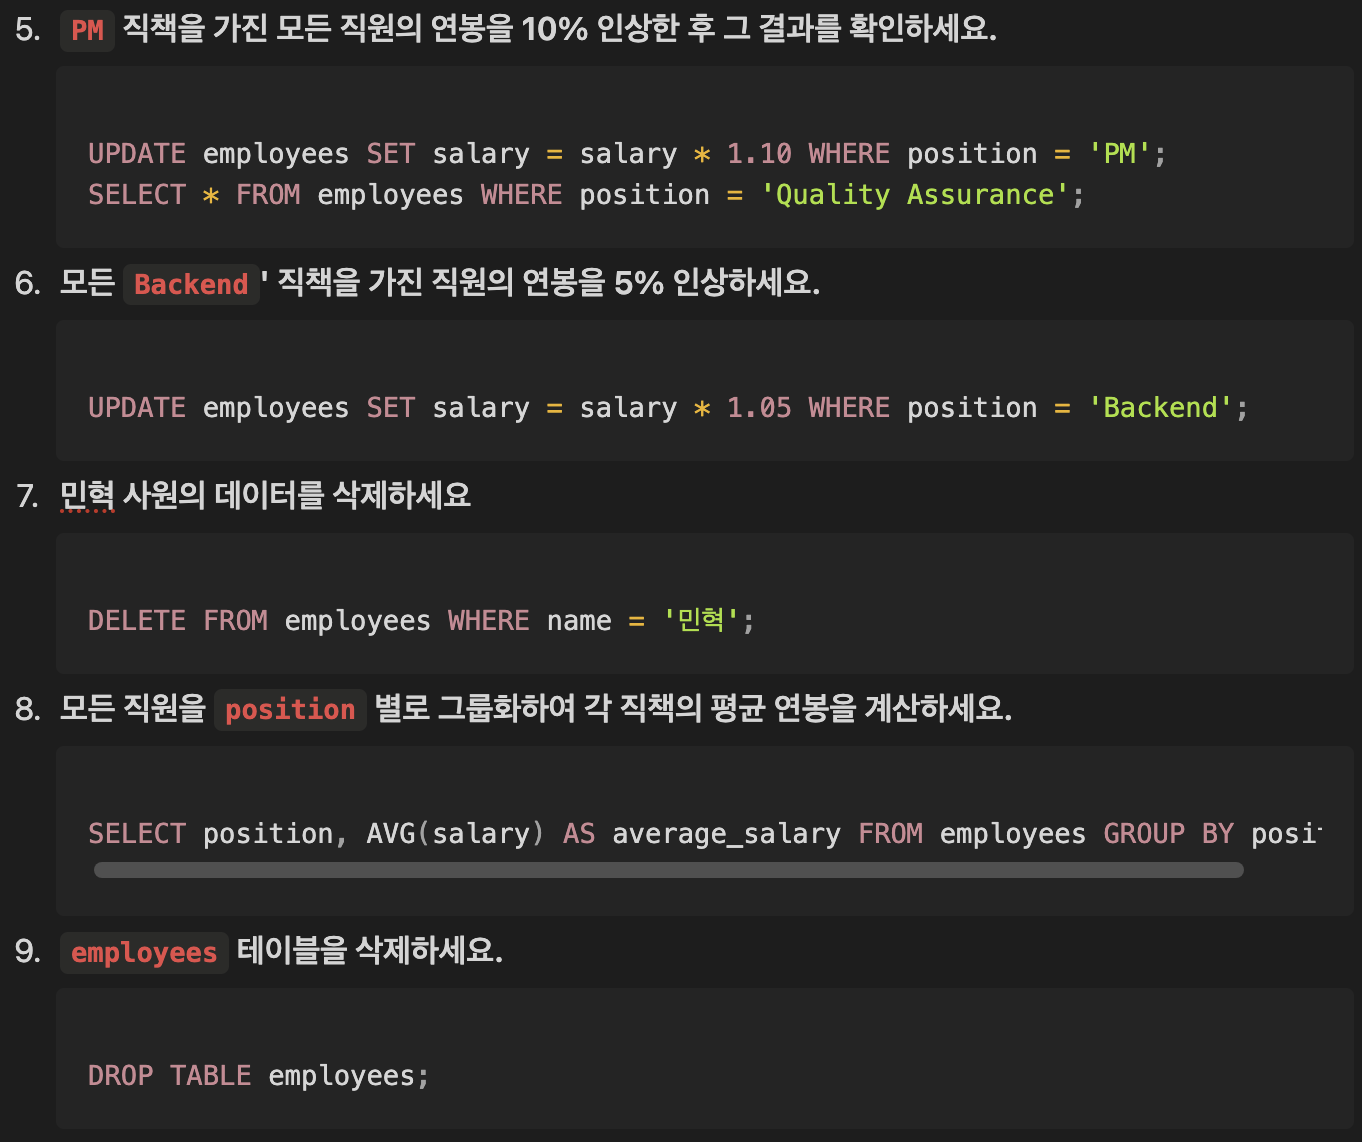 5. PM 직책을 가진 모든 직원의 연봉을 10% 인상한 후 그 결과를 확인하세요.
UPDATE employees SET salary = salary * 1.10 WHERE position = 'PM';
SELECT * FROM employees WHERE position = 'Quality Assurance';
6. 모든 Backend' 직책을 가진 직원의 연봉을 5% 인상하세요.
UPDATE employees SET salary = salary * 1.05 WHERE position = 'Backend';
7. 민혁 사원의 데이터를 삭제하세요
DELETE FROM employees WHERE name = '민혁';
8. 모든 직원을 position 별로 그룹화하여 각 직책의 평균 연봉을 계산하세요.
SELECT position, AVG(salary) AS average_salary FROM employees GROUP BY posi
9. employees 테이블을 삭제하세요.
DROP TABLE employees;